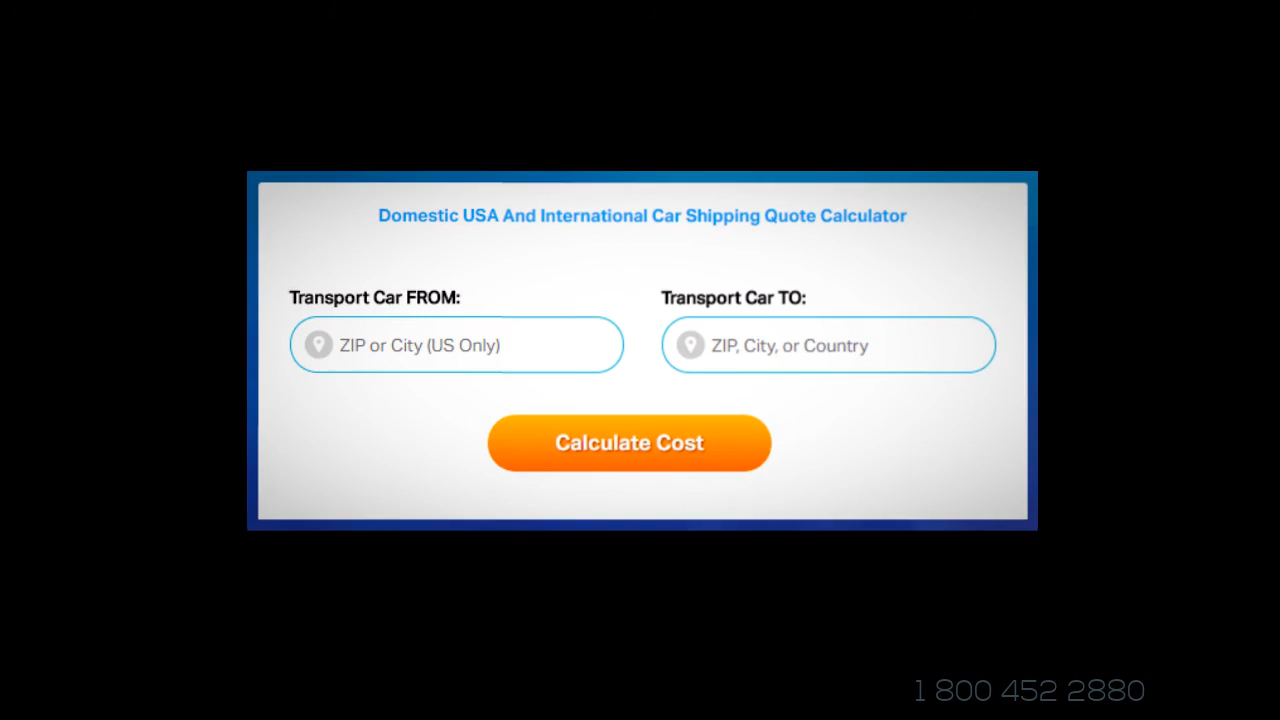 Domestic USA And International Car Shipping Quote Calculator
Transport Car FROM:
Transport Car TO:
ZIP or City (US Only)
ZIP, City, or Country
Calculate Cost
1 800 452 2880